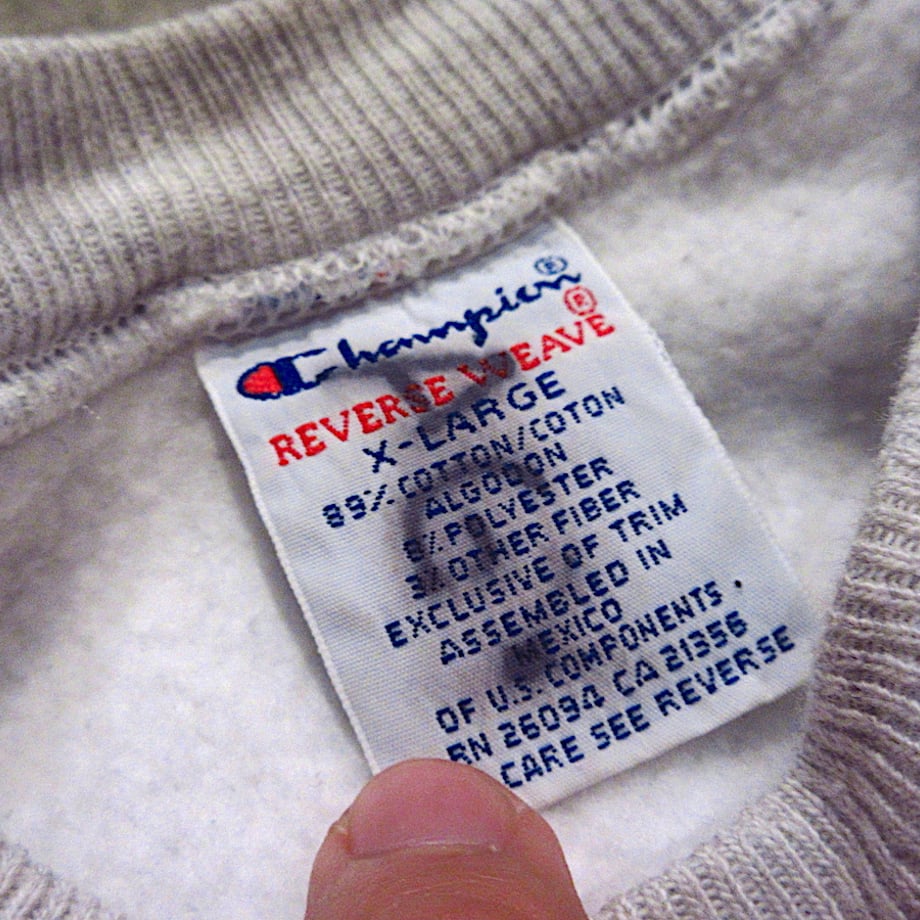 Champion®
REVERSE WEAVE®
X-LARGE
89% COTTON/COTON
ALGODON
8% POLYESTER
3% OTHER FIBER
EXCLUSIVE OF TRIM
ASSEMBLED IN
MEXICO
OF U.S. COMPONENTS.
RN 26094 CA 21356
CARE SEE REVERSE